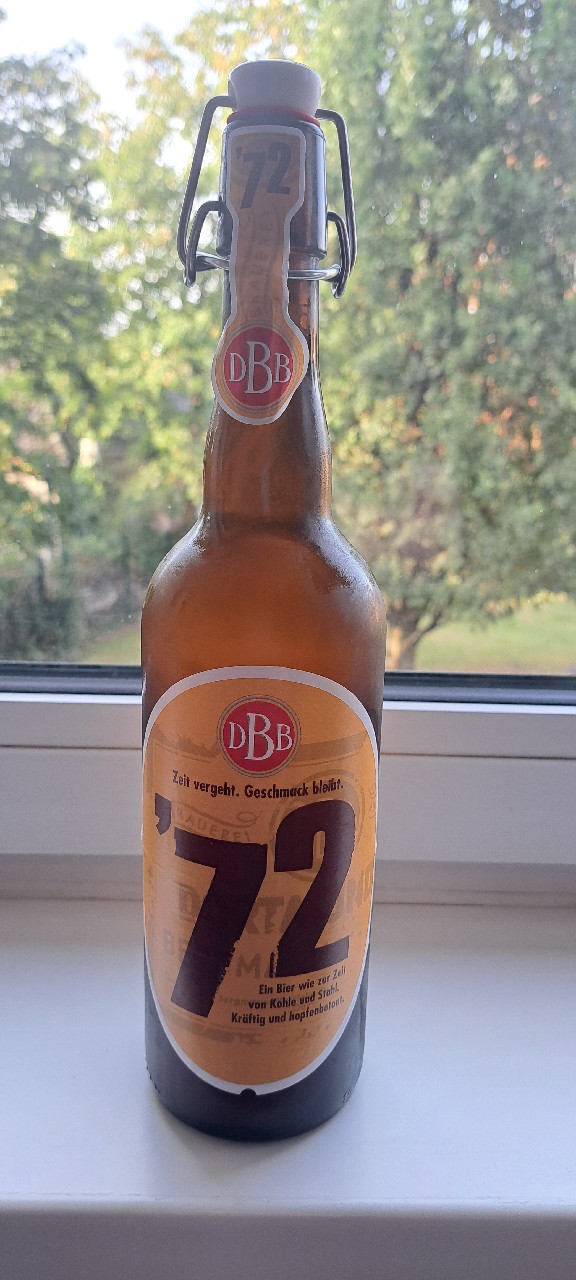 '72
DBB
DBB
Zeit vergeht. Geschmack bleibt.
'72
Ein Bier wie zur Zeit
von Kohle und Stahl.
Kräftig und hopfenbetont.